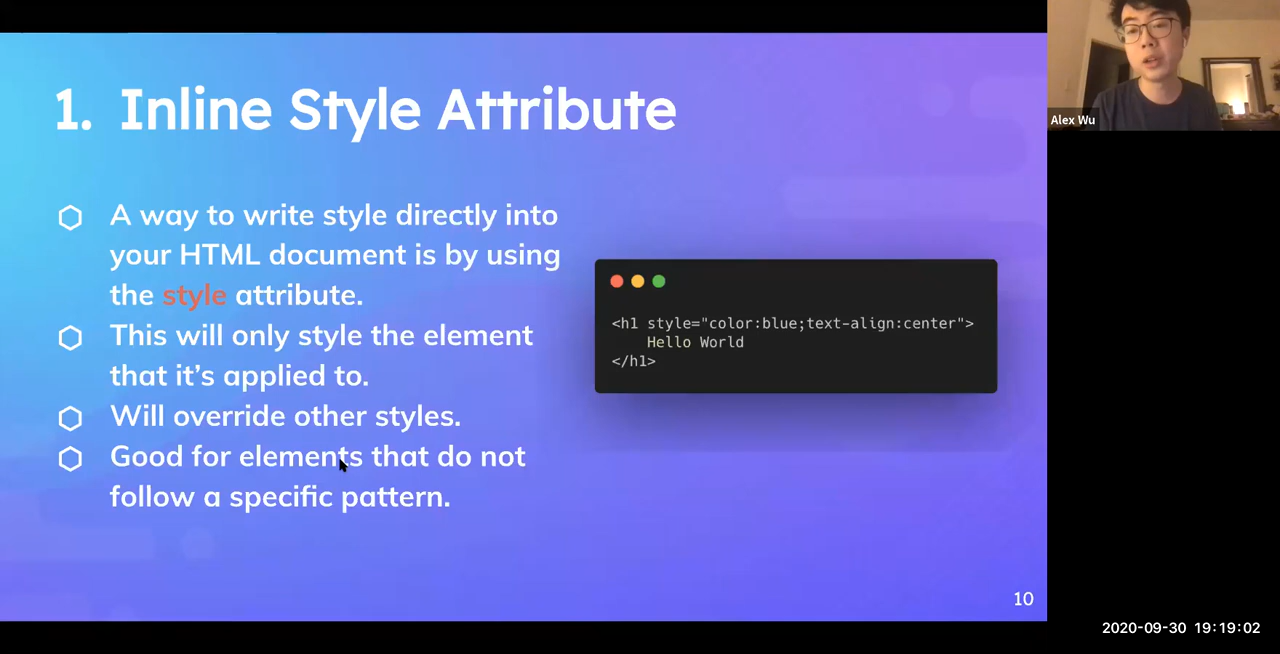 1. Inline Style Attribute
A way to write style directly into
your HTML document is by using
the style attribute.
This will only style the element
that it's applied to.
Will override other styles.
Good for elements that do not
follow a specific pattern.
<h1 style="color:blue;text-align:center">
    Hello World
</h1>
10
Alex Wu
2020-09-30 19:19:02